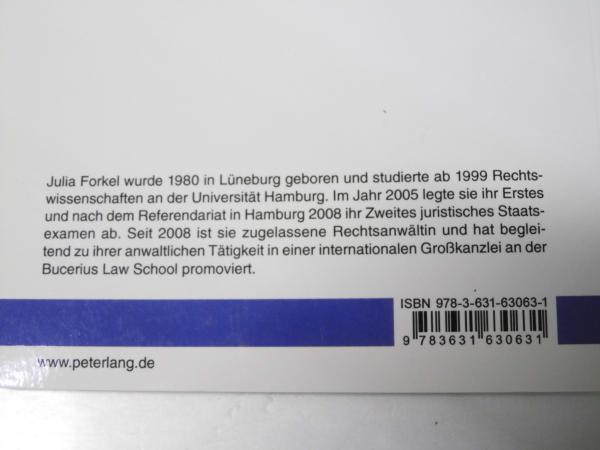 Julia Forkel wurde 1980 in Lüneburg geboren und studierte ab 1999 Rechts-
wissenschaften an der Universität Hamburg. Im Jahr 2005 legte sie ihr Erstes
und nach dem Referendariat in Hamburg 2008 ihr Zweites juristisches Staats-
examen ab. Seit 2008 ist sie zugelassene Rechtsanwältin und hat beglei-
tend zu ihrer anwaltlichen Tätigkeit in einer internationalen Großkanzlei an der
Bucerius Law School promoviert.
ISBN 978-3-631-63063-1
9 783631 630631
www.peterlang.de